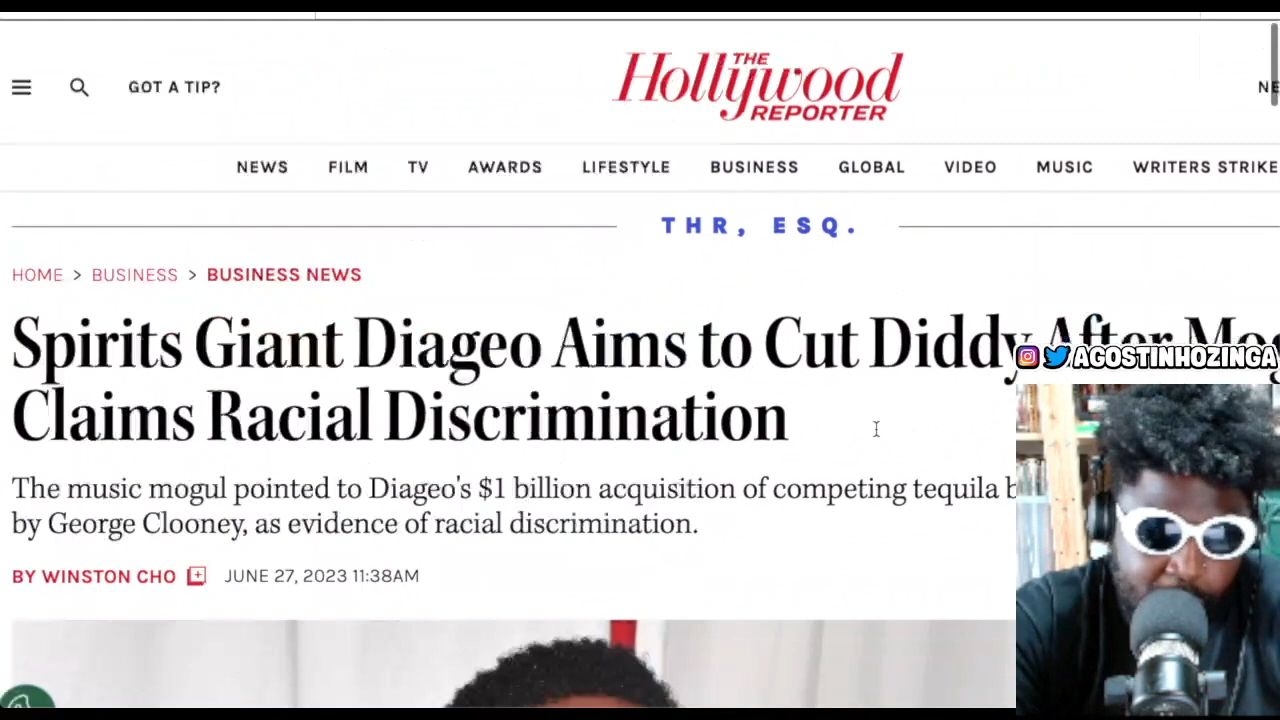 GOT A TIP?
THE
Hollywood
REPORTER
NE
NEWS FILM TV AWARDS LIFESTYLE BUSINESS GLOBAL VIDEO MUSIC WRITERS STRIKE
THR, ESQ.
HOME > BUSINESS > BUSINESS NEWS
Spirits Giant Diageo Aims to Cut Diddy After Mog
AGOSTINHOZINGA
Claims Racial Discrimination
The music mogul pointed to Diageo's $1 billion acquisition of competing tequila b
by George Clooney, as evidence of racial discrimination.
BY WINSTON CHO JUNE 27, 2023 11:38AM